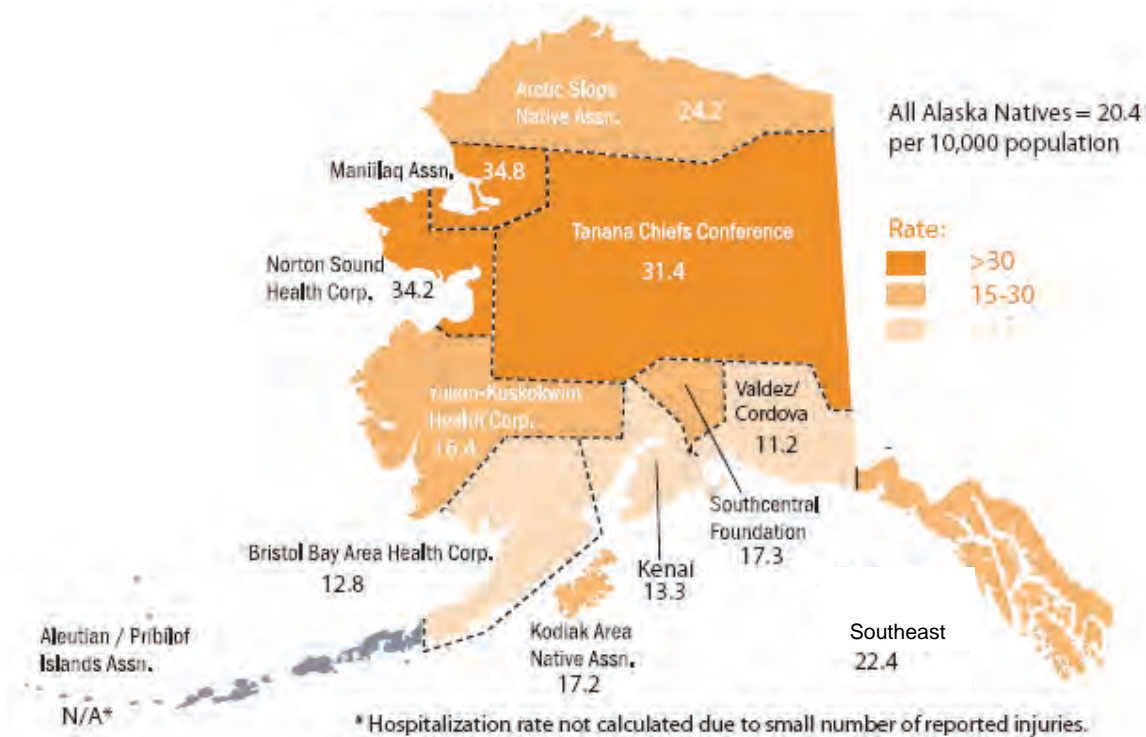 Arctic Slope
Native Assn.
24.2
All Alaska Natives = 20.4
per 10,000 population
Maniilaq Assn.
34.8
Rate:
>30
15-30
Tanana Chiefs Conference
31.4
Norton Sound
Health Corp.
34.2
Yukon-Kuskokwim
Health Corp.
16.4
Valdez/
Cordova
11.2
Southcentral
Foundation
17.3
Bristol Bay Area Health Corp.
12.8
Kenai
13.3
Aleutian / Pribilof
Islands Assn.
N/A*
Kodiak Area
Native Assn.
17.2
Southeast
22.4
* Hospitalization rate not calculated due to small number of reported injuries.